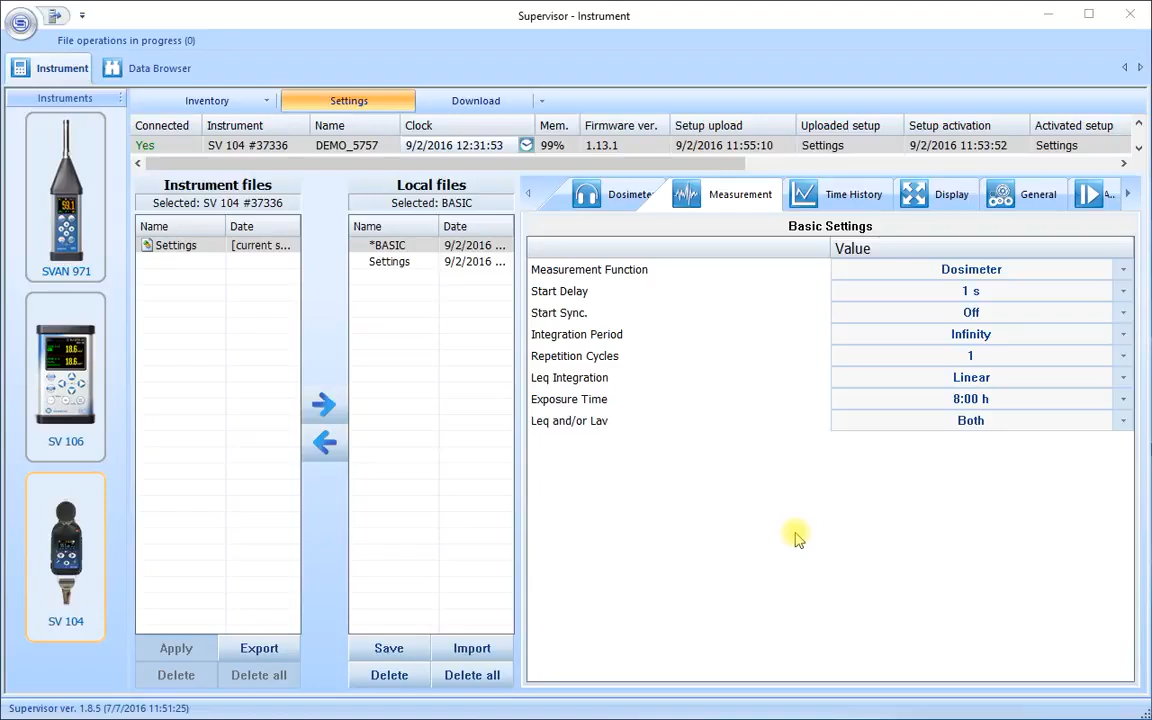 Supervisor - Instrument
File operations in progress (0)
Instrument
Data Browser
Instruments
Inventory
Settings
Download
Connected Instrument Name Clock Mem. Firmware ver. Setup upload Uploaded setup Setup activation Activated setup
Yes SV 104 #37336 DEMO_5757 9/2/2016 12:31:53 99% 1.13.1 9/2/2016 11:55:10 Settings 9/2/2016 11:53:52 Settings
SVAN 971
SV 106
SV 104
Instrument files
Selected: SV 104 #37336
Name Date
Settings [current s...
Apply Export
Delete Delete all
Local files
Selected: BASIC
Name Date
*BASIC 9/2/2016 ...
Settings 9/2/2016 ...
Save Import
Delete Delete all
Dosimete Measurement Time History Display General A..
Basic Settings
Value
Measurement Function Dosimeter
Start Delay 1 s
Start Sync. Off
Integration Period Infinity
Repetition Cycles 1
Leq Integration Linear
Exposure Time 8:00 h
Leq and/or Lav Both
Supervisor ver. 1.8.5 (7/7/2016 11:51:25)